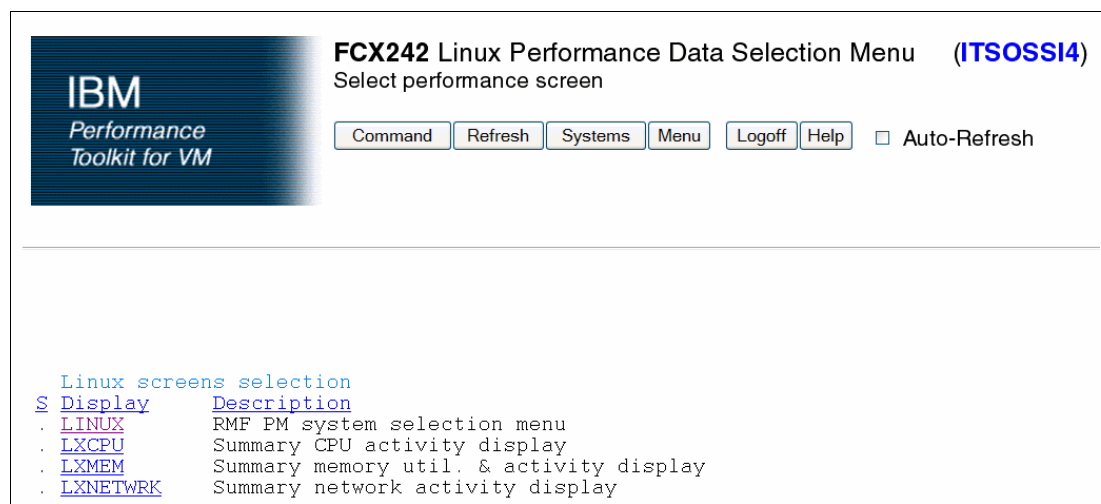 IBM
Performance
Toolkit for VM
FCX242 Linux Performance Data Selection Menu (ITSOSSI4)
Select performance screen
Command Refresh Systems Menu Logoff Help Auto-Refresh
Linux screens selection
S Display Description
. LINUX RMF PM system selection menu
. LXCPU Summary CPU activity display
. LXMEM Summary memory util. & activity display
. LXNETWRK Summary network activity display